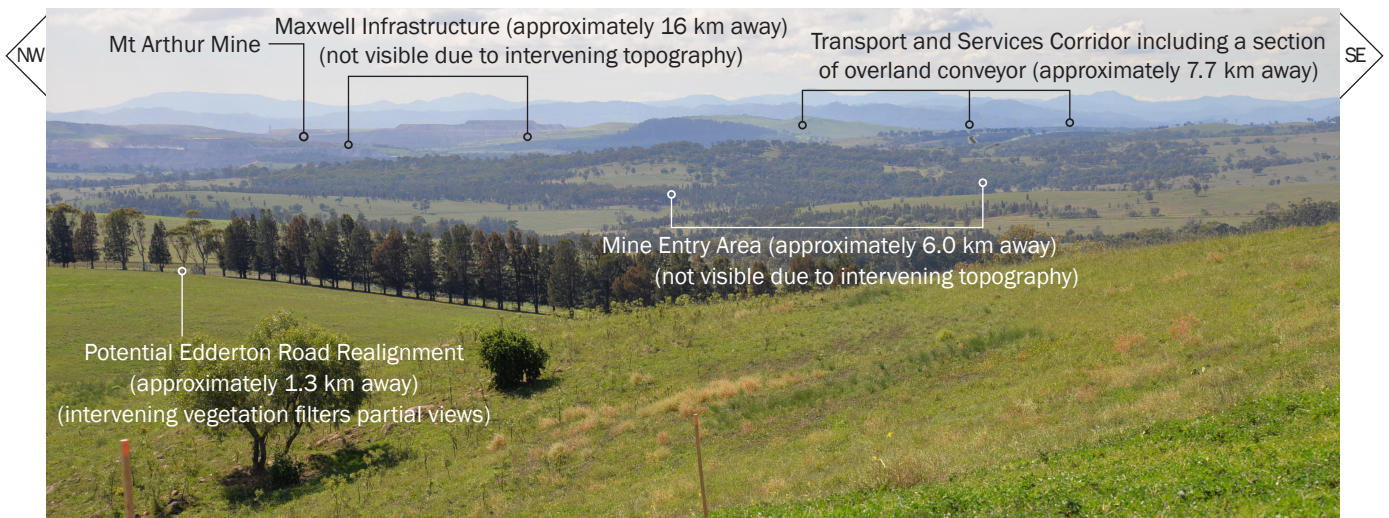 NW
Mt Arthur Mine
Maxwell Infrastructure (approximately 16 km away)
(not visible due to intervening topography)
Transport and Services Corridor including a section
of overland conveyor (approximately 7.7 km away)
SE
Mine Entry Area (approximately 6.0 km away)
(not visible due to intervening topography)
Potential Edderton Road Realignment
(approximately 1.3 km away)
(intervening vegetation filters partial views)